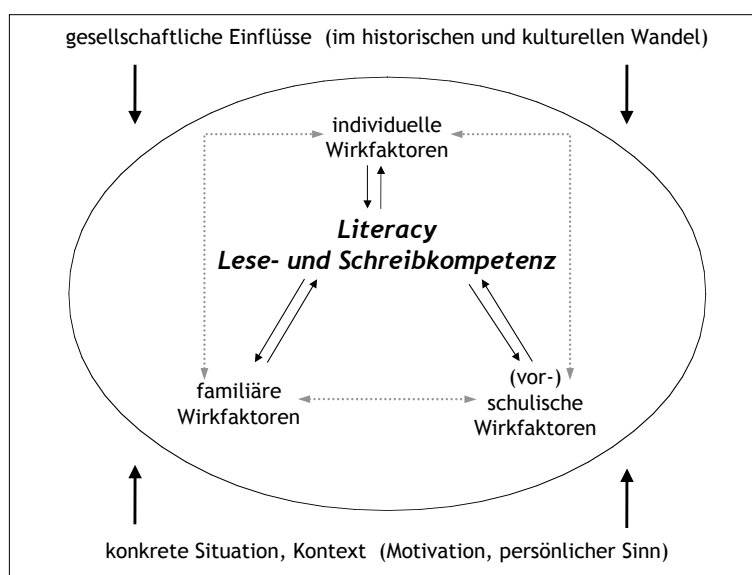 gesellschaftliche Einflüsse (im historischen und kulturellen Wandel)
individuelle
Wirkfaktoren
Literacy
Lese- und Schreibkompetenz
familiäre
Wirkfaktoren
(vor-)
schulische
Wirkfaktoren
konkrete Situation, Kontext (Motivation, persönlicher Sinn)